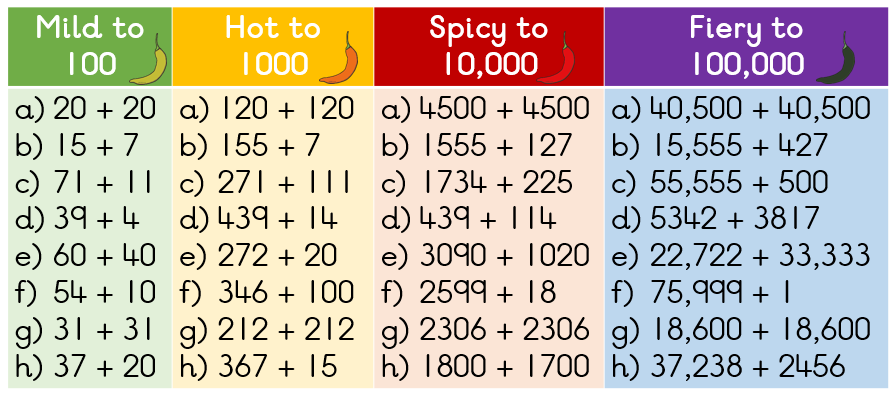 Mild to
100
a) 20 + 20
b) 15 + 7
c) 71 + 11
d) 39 + 4
e) 60 + 40
f) 54 + 10
g) 31 + 31
h) 37 + 20
Hot to
1000
a) 120 + 120
b) 155 + 7
c) 271 + 111
d) 439 + 14
e) 272 + 20
f) 346 + 100
g) 212 + 212
h) 367 + 15
Spicy to
10,000
a) 4500 + 4500
b) 1555 + 127
c) 1734 + 225
d) 439 + 114
e) 3090 + 1020
f) 2599 + 18
g) 2306 + 2306
h) 1800 + 1700
Fiery to
100,000
a) 40,500 + 40,500
b) 15,555 + 427
c) 55,555 + 500
d) 5342 + 3817
e) 22,722 + 33,333
f) 75,999 + 1
g) 18,600 + 18,600
h) 37,238 + 2456